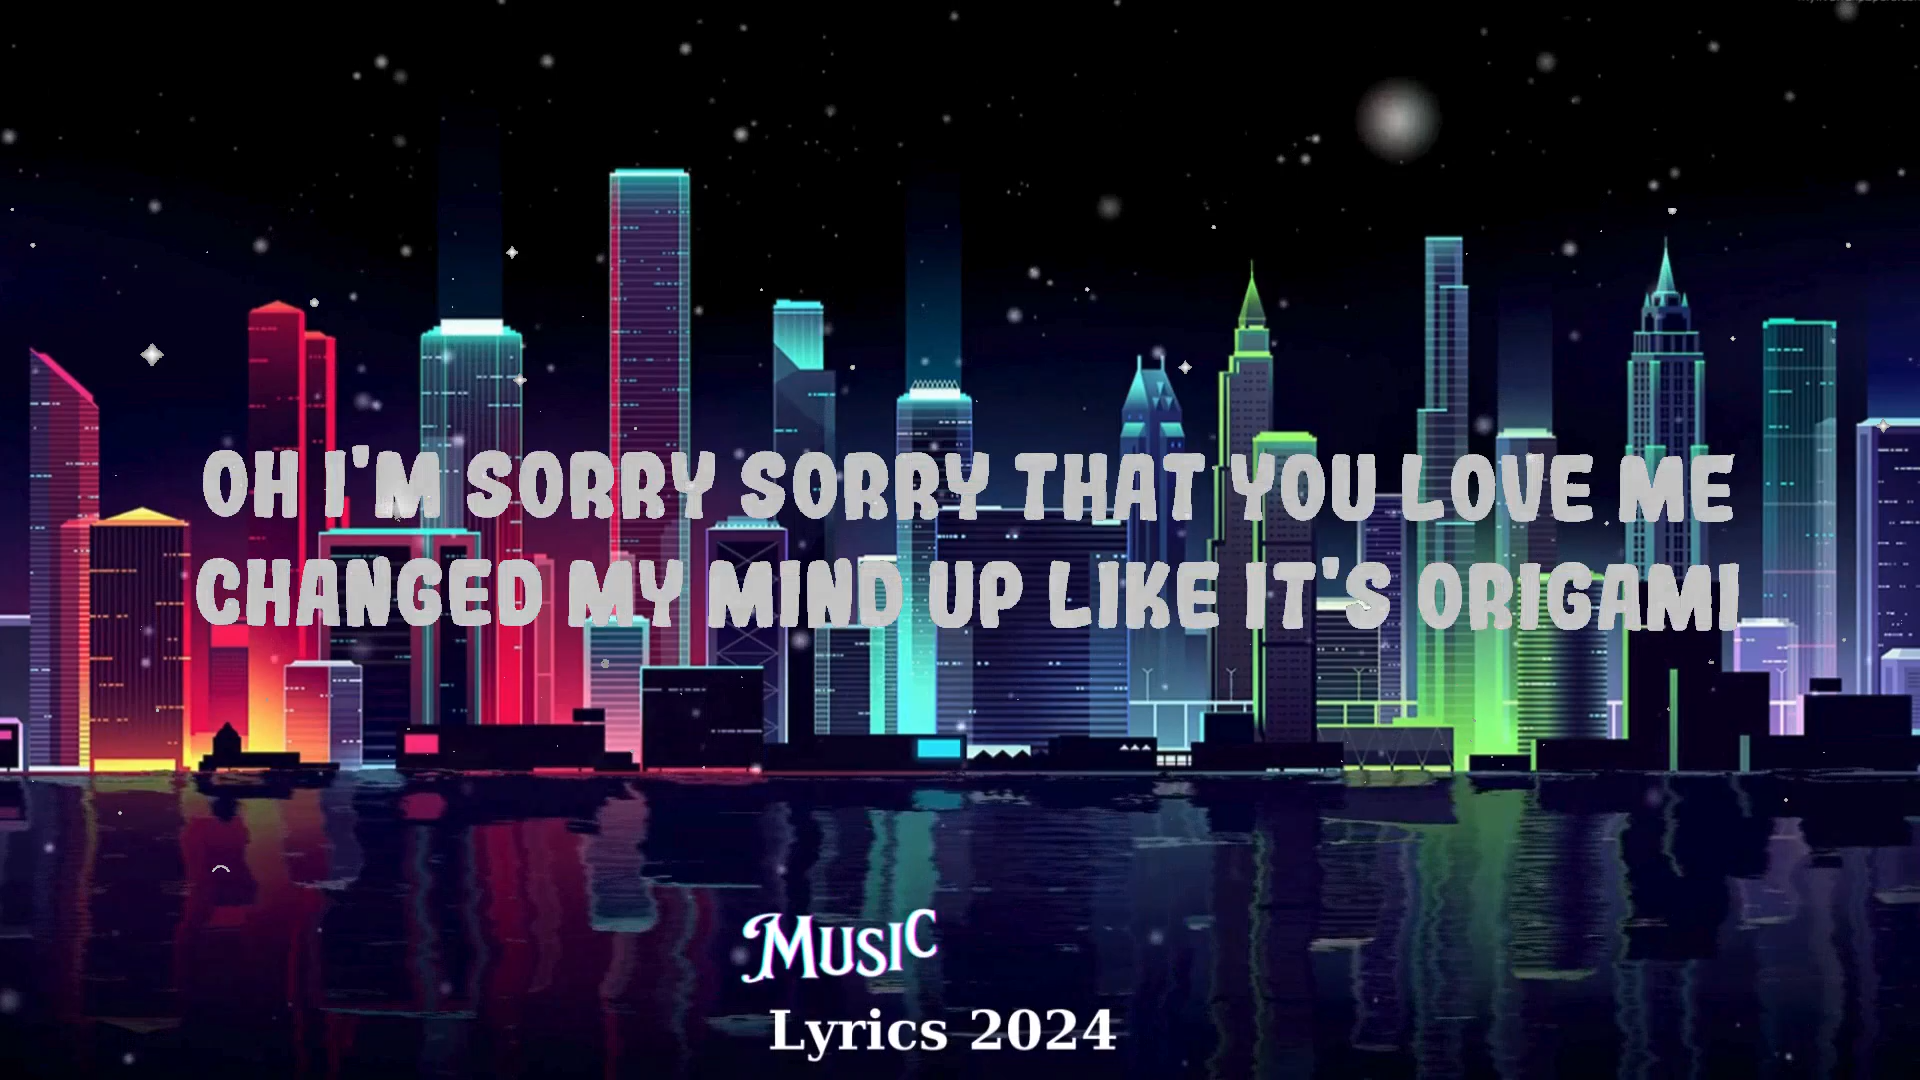 OH I'M SORRY SORRY THAT YOU LOVE ME
CHANGED MY MIND UP LIKE IT'S ORIGAMI
MUSIC
Lyrics 2024